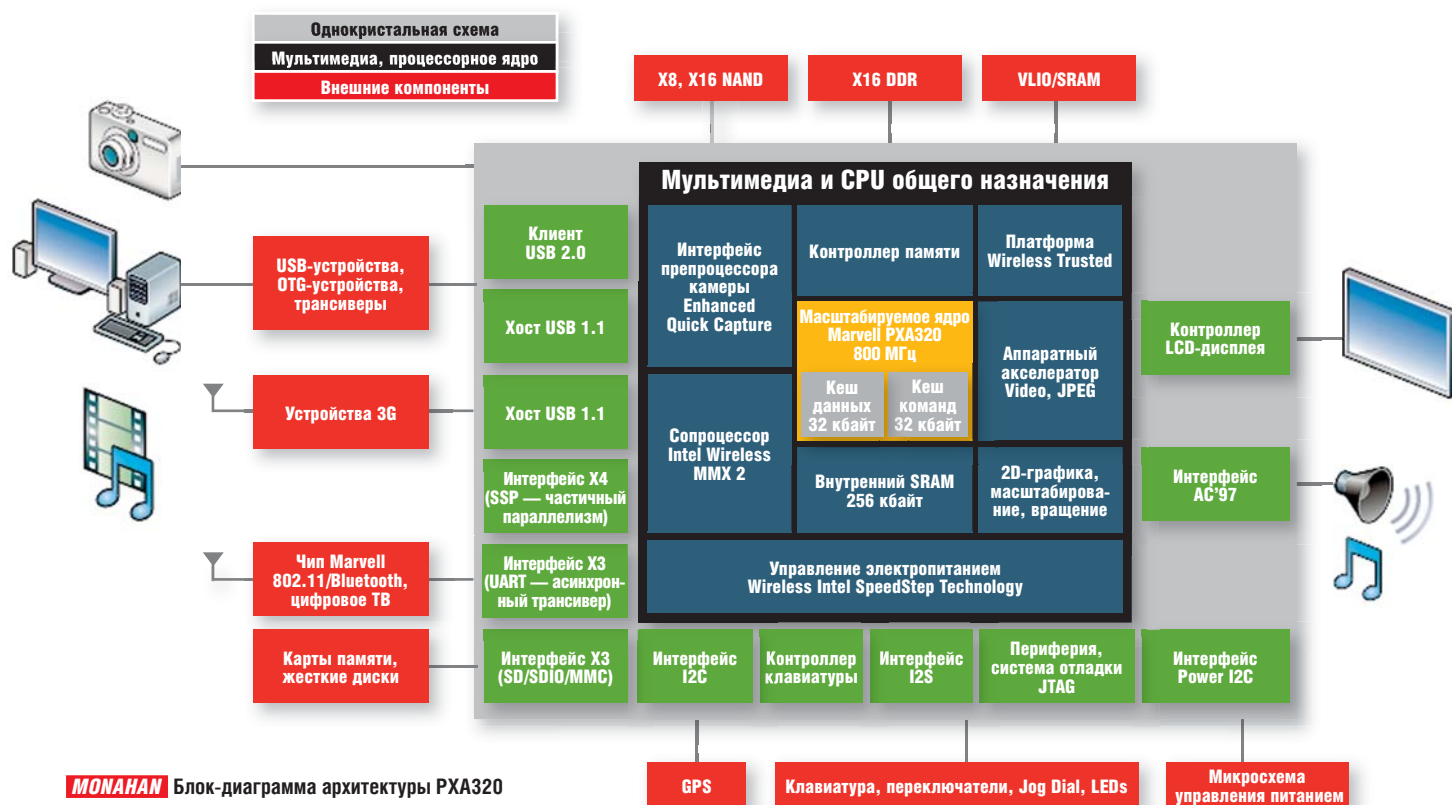 Однокристальная схема
Мультимедиа, процессорное ядро
Внешние компоненты
X8, X16 NAND
X16 DDR
VLIO/SRAM
Мультимедиа и CPU общего назначения
Клиент
USB 2.0
Интерфейс
препроцессора
камеры
Enhanced
Quick Capture
Контроллер памяти
Платформа
Wireless Trusted
USB-устройства,
OTG-устройства,
трансиверы
Хост USB 1.1
Масштабируемое ядро
Marvell PXA320
800 МГц
Кеш
данных
32 кбайт
Кеш
команд
32 кбайт
Аппаратный
акселератор
Video, JPEG
Контроллер
LCD-дисплея
Устройства 3G
Хост USB 1.1
Сопроцессор
Intel Wireless
MMX 2
Интерфейс X4
(SSP — частичный
параллелизм)
Внутренний SRAM
256 кбайт
2D-графика,
масштабирова-
ние, вращение
Интерфейс
AC'97
Чип Marvell
802.11/Bluetooth,
цифровое ТВ
Интерфейс X3
(UART — асинхрон-
ный трансивер)
Управление электропитанием
Wireless Intel SpeedStep Technology
Карты памяти,
жесткие диски
Интерфейс X3
(SD/SDIO/MMC)
Интерфейс
I2C
Контроллер
клавиатуры
Интерфейс
I2S
Периферия,
система отладки
JTAG
Интерфейс
Power I2C
MONAHAN Блок-диаграмма архитектуры PXA320
GPS
Клавиатура, переключатели, Jog Dial, LEDs
Микросхема
управления питанием